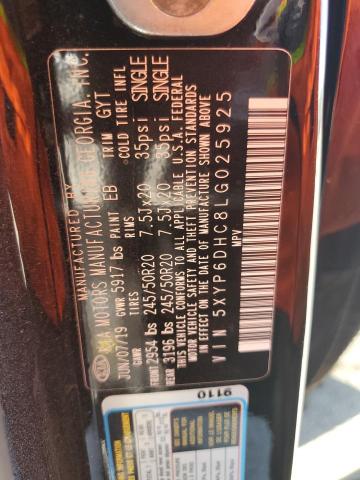 MANUFACTURED BY
KIA MOTORS MANUFACTURING GEORGIA, INC.
JUN/07/19 PAINT EB TRIM GYT
GVWR 5917 lbs
TIRES RIMS COLD TIRE INFL
FRONT 2954 lbs 245/50R20 7.5Jx20 35psi SINGLE
REAR 3196 lbs 245/50R20 7.5Jx20 35psi SINGLE
THIS VEHICLE CONFORMS TO ALL APPLICABLE U.S.A. FEDERAL
MOTOR VEHICLE SAFETY AND THEFT PREVENTION STANDARDS
IN EFFECT ON THE DATE OF MANUFACTURE SHOWN ABOVE
VIN 5XYP6DHC8LG025925
MPV
9110
INFORMATION
ADDITIONAL
INFORMATION